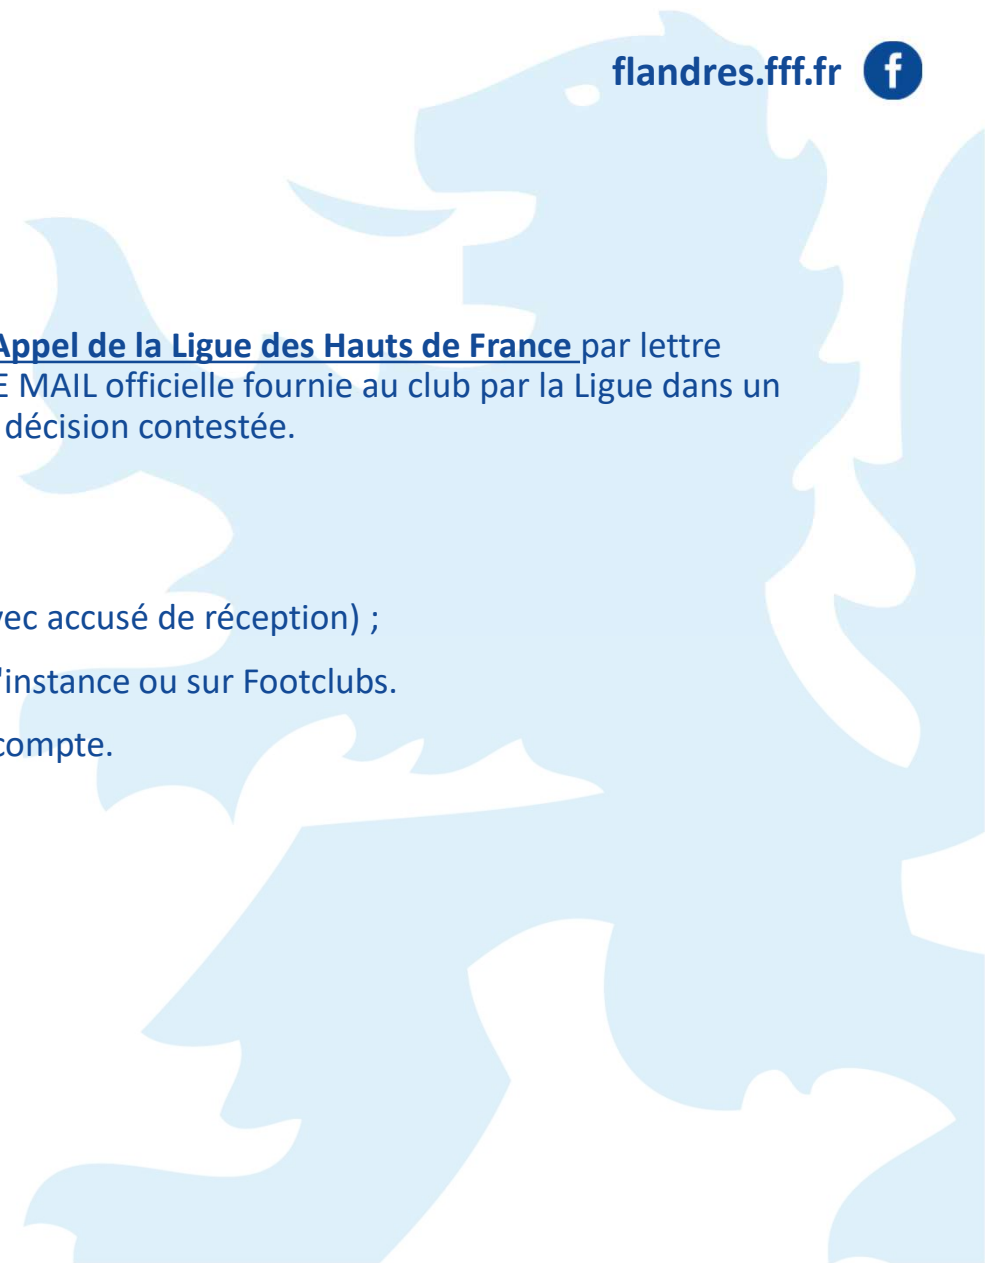 flandres.fff.fr f
Appel de la Ligue des Hauts de France par lettre
E MAIL officielle fournie au club par la Ligue dans un
décision contestée.
vec accusé de réception) ;
'instance ou sur Footclubs.
compte.